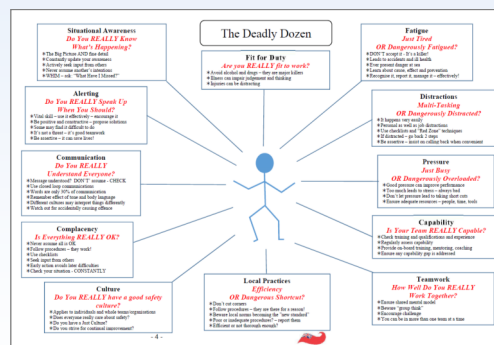 The Deadly Dozen
Situational Awareness
Do You REALLY Know
What's Happening?
The Big Picture AND fine detail
Constantly update your awareness
Actively seek input from others
Never assume another's intentions
WHIM – ask "What Have I Missed?"
Alerting
Do You REALLY Speak Up
When You Should?
Vital skill – use it effectively – encourage it
Be positive and constructive – propose solutions
Some may find it difficult to do
It's not a threat – it's good teamwork
Be assertive – it can save lives!
Communication
Do You REALLY
Understand Everyone?
Message understood? DON'T assume - CHECK
Use closed loop communications
Words are only 30% of communication
Remember effect of tone and body language
Different cultures may interpret things differently
Watch out for accidentally causing offence
Complacency
Is Everything REALLY OK?
Never assume all is OK
Follow procedures – they work!
Use checklists
Seek input from others
Early action avoids later difficulties
Check your situation - CONSTANTLY
Culture
Do You REALLY have a good safety
culture?
Applies to individuals and whole teams/organisations
Does everyone really care about safety?
Do you have a Just Culture?
Do you strive for continual improvement?
- 4 -
Fit for Duty
Are you REALLY fit to work?
Avoid alcohol and drugs – they are major killers
Illness can impair judgement and thinking
Injuries can be distracting
Local Practices
Efficiency
OR Dangerous Shortcut?
Don't cut corners
Follow procedures – they are there for a reason!
Beware local norms becoming the "new standard"
Poor or inadequate procedures? – report them
Efficient or not thorough enough?
Fatigue
Just Tired
OR Dangerously Fatigued?
DON'T accept it - It's a killer!
Leads to accidents and ill health
Ever present danger at sea
Learn about cause, effect and prevention
Recognise it, report it, manage it – effectively!
Distractions
Multi-Tasking
OR Dangerously Distracted?
It happens very easily
Personal as well as job distractions
Use checklists and "Red Zone" techniques
If distracted – go back 2 steps
Be assertive – insist on calling back when convenient
Pressure
Just Busy
OR Dangerously Overloaded?
Good pressure can improve performance
Too much leads to stress – always bad
Don't let pressure lead to taking short cuts
Ensure adequate resources – people, time, tools
Capability
Is Your Team REALLY Capable?
Check training and qualifications and experience
Regularly assess capability
Provide on-board training, mentoring, coaching
Ensure any capability gap is addressed
Teamwork
How Well Do You REALLY
Work Together?
Ensure shared mental model
Beware "group think"
Encourage challenge
You can be in more than one team at a time